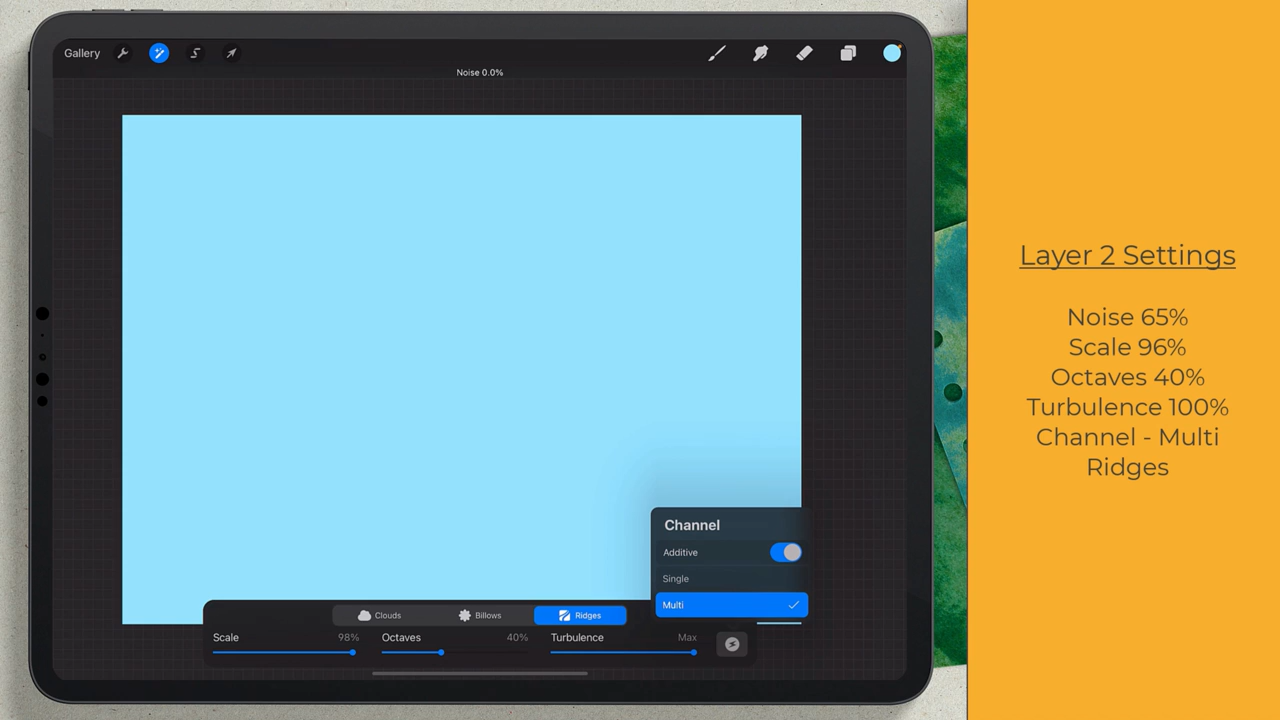 Gallery
Noise 0.0%
Channel
Additive
Single
Multi
Clouds
Billows
Ridges
Scale 98%
Octaves 40%
Turbulence Max
Layer 2 Settings
Noise 65%
Scale 96%
Octaves 40%
Turbulence 100%
Channel - Multi
Ridges